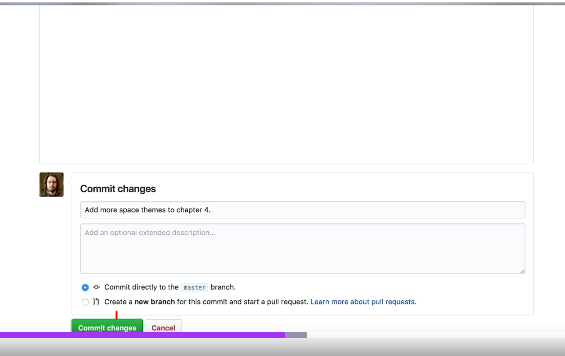 Commit changes
Add more space themes to chapter 4.
Add an optional extended description...
Commit directly to the master branch.
Create a new branch for this commit and start a pull request. Learn more about pull requests.
Commit changes Cancel